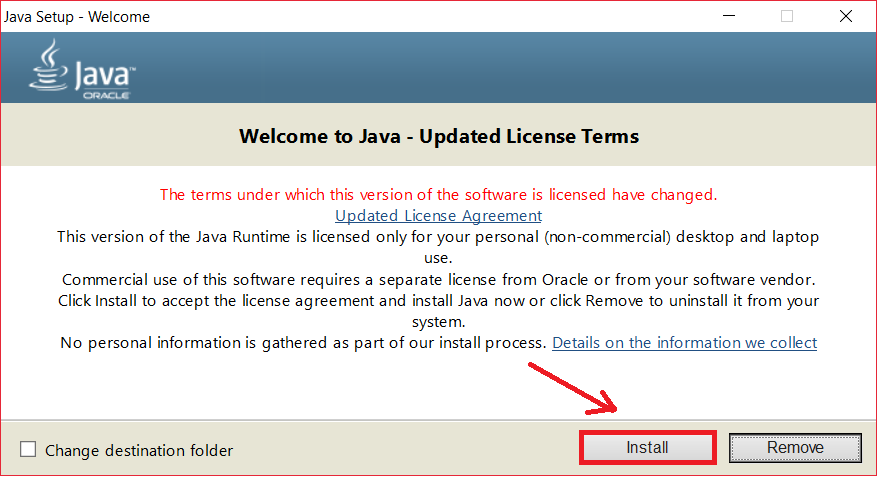 Java Setup - Welcome
Java™
ORACLE
Welcome to Java - Updated License Terms
The terms under which this version of the software is licensed have changed.
Updated License Agreement
This version of the Java Runtime is licensed only for your personal (non-commercial) desktop and laptop
use.
Commercial use of this software requires a separate license from Oracle or from your software vendor.
Click Install to accept the license agreement and install Java now or click Remove to uninstall it from your
system.
No personal information is gathered as part of our install process. Details on the information we collect
Change destination folder
Install
Remove